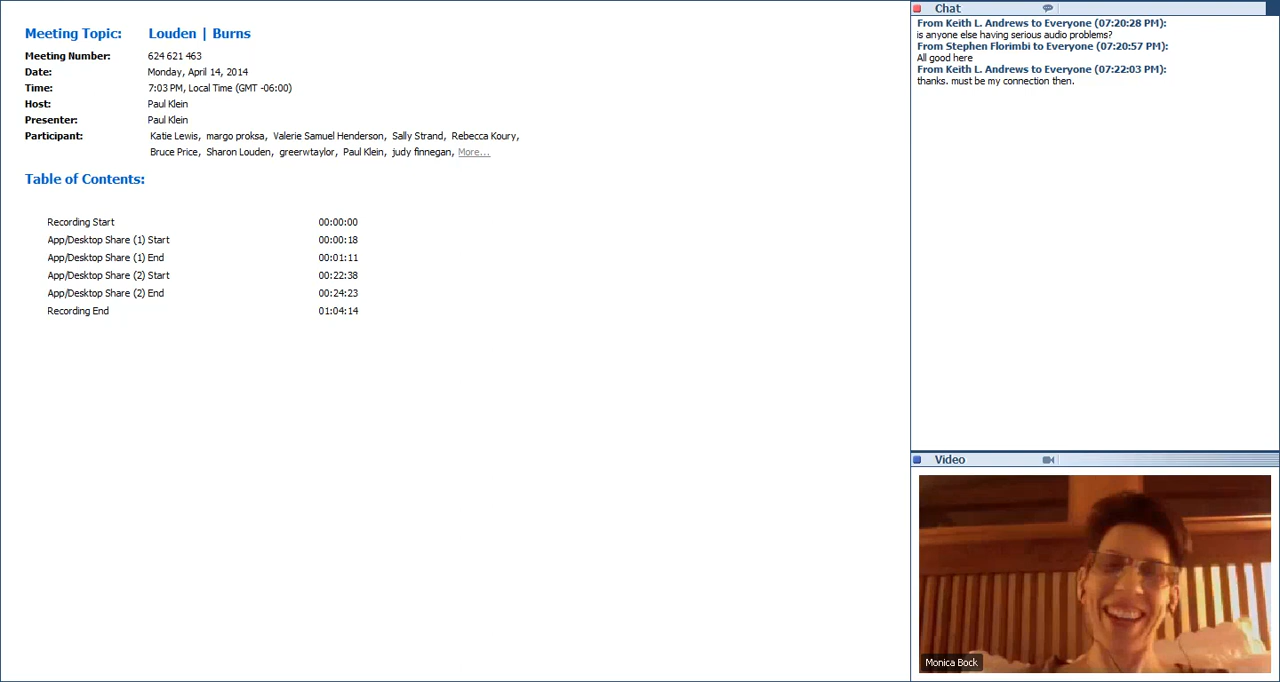 Meeting Topic: Louden | Burns
Meeting Number: 624 621 463
Date: Monday, April 14, 2014
Time: 7:03 PM, Local Time (GMT -06:00)
Host: Paul Klein
Presenter: Paul Klein
Participant: Katie Lewis, margo proksa, Valerie Samuel Henderson, Sally Strand, Rebecca Koury,
Bruce Price, Sharon Louden, greerwtaylor, Paul Klein, judy finnegan, More...
Table of Contents:
Recording Start 00:00:00
App/Desktop Share (1) Start 00:00:18
App/Desktop Share (1) End 00:01:11
App/Desktop Share (2) Start 00:22:38
App/Desktop Share (2) End 00:24:23
Recording End 01:04:14
Chat
From Keith L. Andrews to Everyone (07:20:28 PM):
is anyone else having serious audio problems?
From Stephen Florimbi to Everyone (07:20:57 PM):
All good here
From Keith L. Andrews to Everyone (07:22:03 PM):
thanks. must be my connection then.
Video
Monica Bock